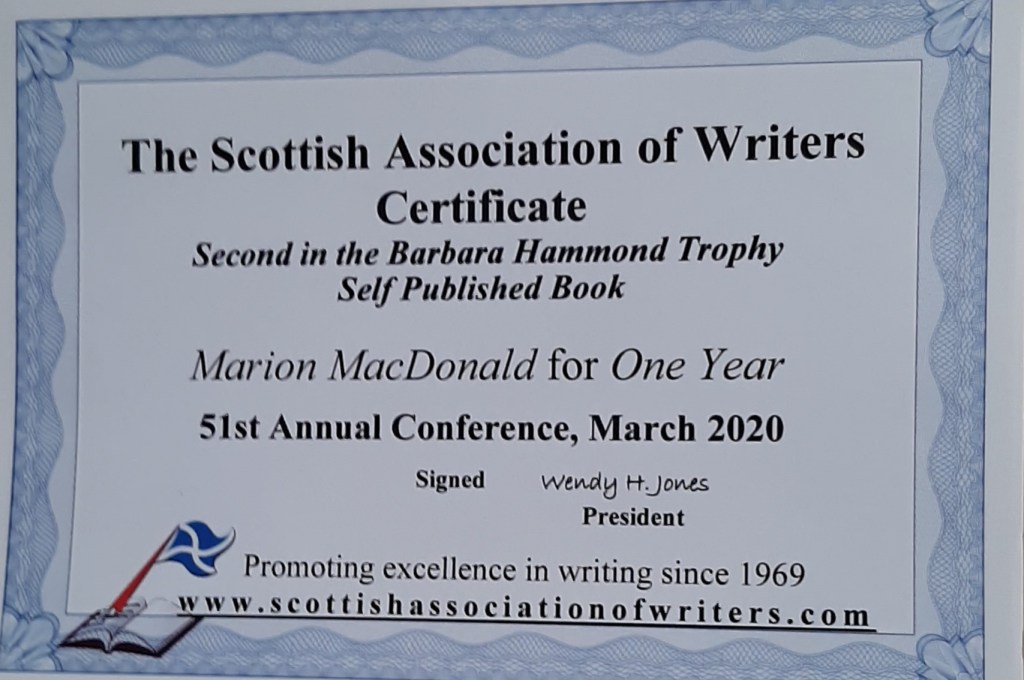 The Scottish Association of Writers
Certificate
Second in the Barbara Hammond Trophy
Self Published Book
Marion MacDonald for One Year
51st Annual Conference, March 2020
Signed Wendy H. Jones
President
Promoting excellence in writing since 1969
www.scottishassociationofwriters.com